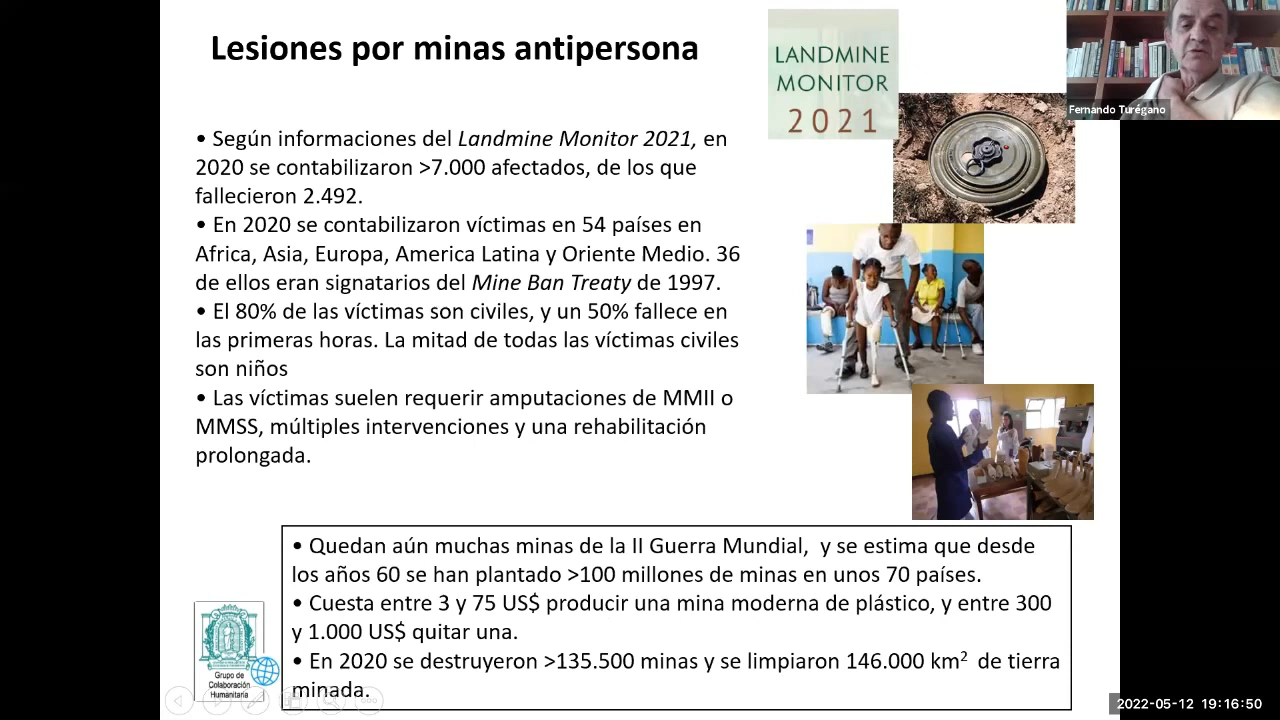 Lesiones por minas antipersona
LANDMINE
MONITOR
2021
Fernando Turégano
• Según informaciones del Landmine Monitor 2021, en
2020 se contabilizaron >7.000 afectados, de los que
fallecieron 2.492.
• En 2020 se contabilizaron víctimas en 54 países en
Africa, Asia, Europa, America Latina y Oriente Medio. 36
de ellos eran signatarios del Mine Ban Treaty de 1997.
• El 80% de las víctimas son civiles, y un 50% fallece en
las primeras horas. La mitad de todas las víctimas civiles
son niños
• Las víctimas suelen requerir amputaciones de MMII o
MMSS, múltiples intervenciones y una rehabilitación
prolongada.
• Quedan aún muchas minas de la II Guerra Mundial, y se estima que desde
los años 60 se han plantado >100 millones de minas en unos 70 países.
• Cuesta entre 3 y 75 US$ producir una mina moderna de plástico, y entre 300
y 1.000 US$ quitar una.
• En 2020 se destruyeron >135.500 minas y se limpiaron 146.000 km² de tierra
minada.
Grupo de
Colaboración
Humanitaria
2022-05-12 19:16:50